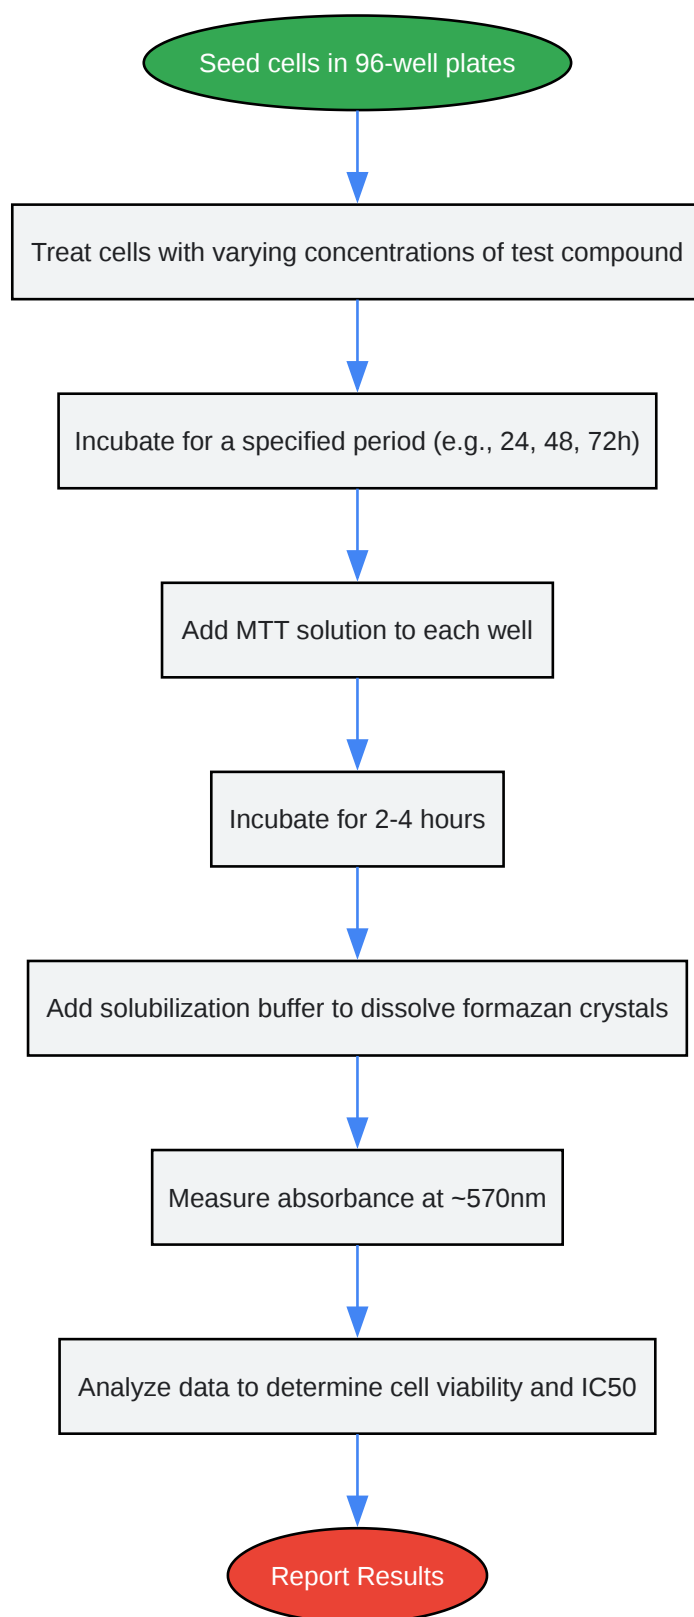 Seed cells in 96-well plates
Treat cells with varying concentrations of test compound
Incubate for a specified period (e.g., 24, 48, 72h)
Add MTT solution to each well
Incubate for 2-4 hours
Add solubilization buffer to dissolve formazan crystals
Measure absorbance at ~570nm
Analyze data to determine cell viability and IC50
Report Results